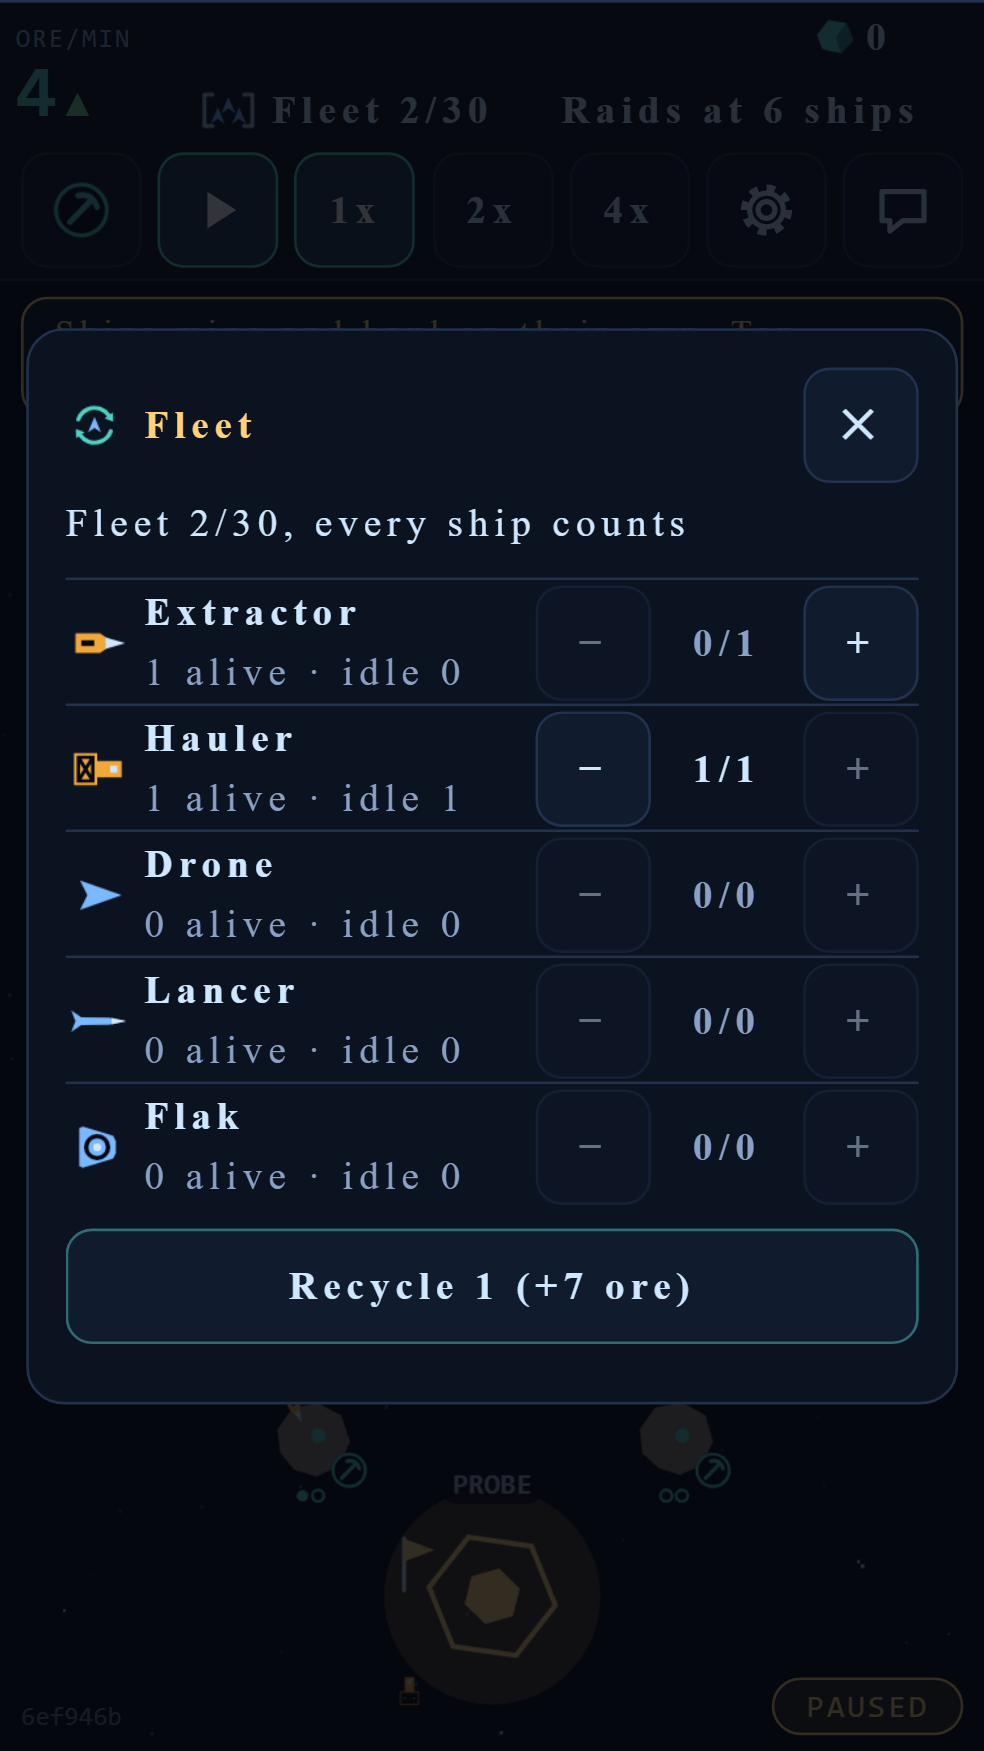 ORE/MIN
0
4
Fleet 2/30
Raids at 6 ships
1x
2x
4x
Fleet
Fleet 2/30, every ship counts
Extractor
1 alive · idle 0
− 0/1 +
Hauler
1 alive · idle 1
− 1/1 +
Drone
0 alive · idle 0
− 0/0 +
Lancer
0 alive · idle 0
− 0/0 +
Flak
0 alive · idle 0
− 0/0 +
Recycle 1 (+7 ore)
PROBE
6ef946b
PAUSED